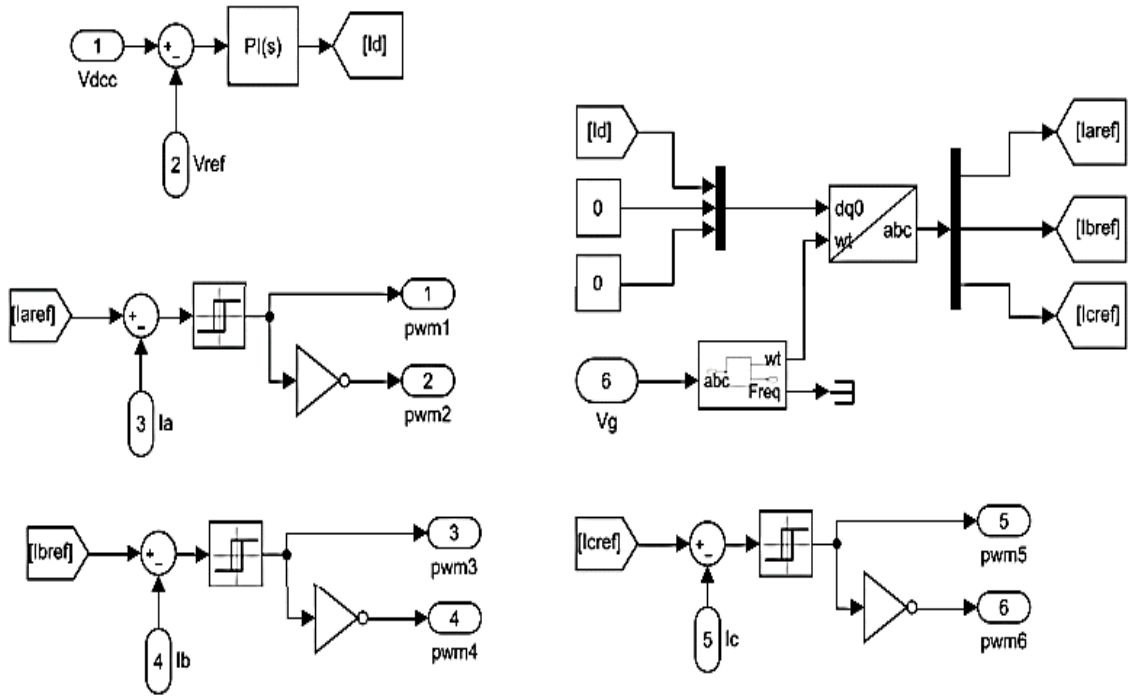 1
Vdcc
+
-
PI(s)
[Id]
2
Vref
[Id]
0
0
dq0
wt
abc
[Iaref]
[Ibref]
[Icref]
6
Vg
abc
wt
Freq
[Iaref]
+
-
3
Ia
1
pwm1
2
pwm2
[Ibref]
+
-
4
Ib
3
pwm3
4
pwm4
[Icref]
+
-
5
Ic
5
pwm5
6
pwm6